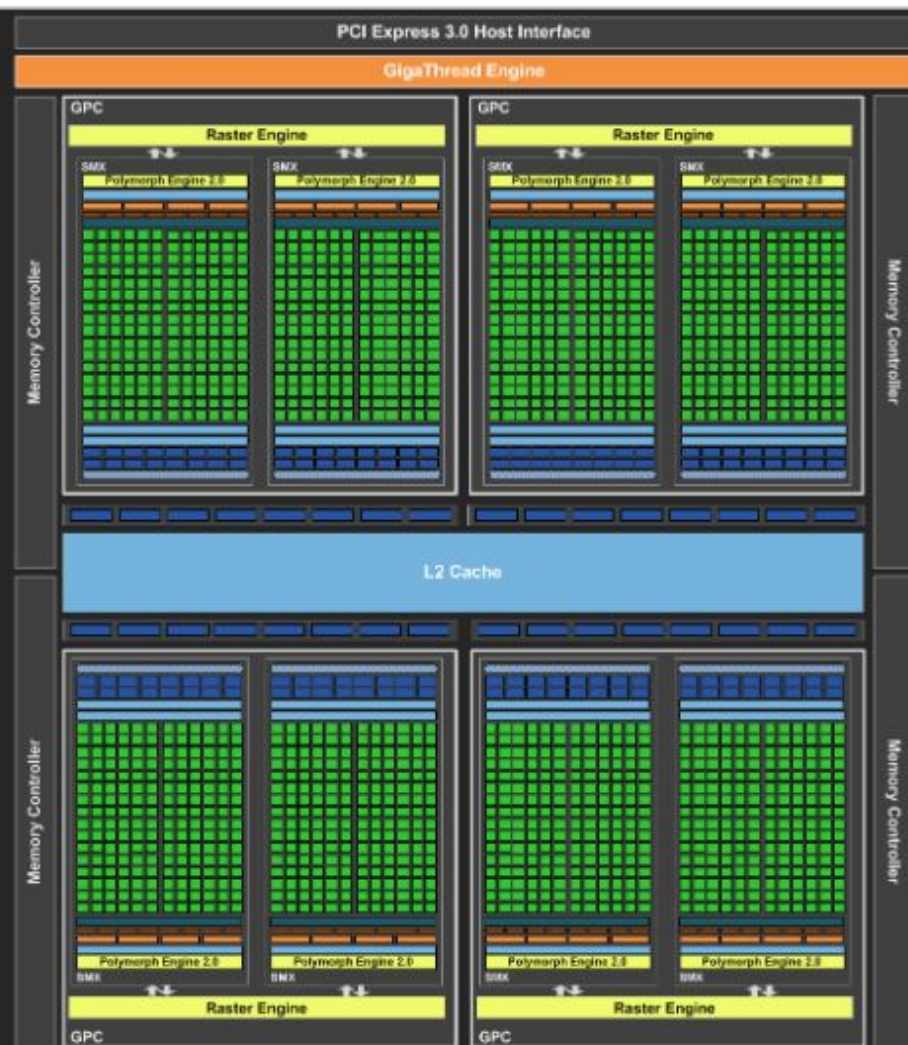 PCI Express 3.0 Host Interface
GigaThread Engine
GPC
GPC
Raster Engine
Raster Engine
SMX
SMX
SMX
SMX
Polymorph Engine 2.0
Polymorph Engine 2.0
Polymorph Engine 2.0
Polymorph Engine 2.0
Memory Controller
Memory Controller
L2 Cache
Memory Controller
Memory Controller
Polymorph Engine 2.0
Polymorph Engine 2.0
Polymorph Engine 2.0
Polymorph Engine 2.0
SMX
SMX
SMX
SMX
Raster Engine
Raster Engine
GPC
GPC